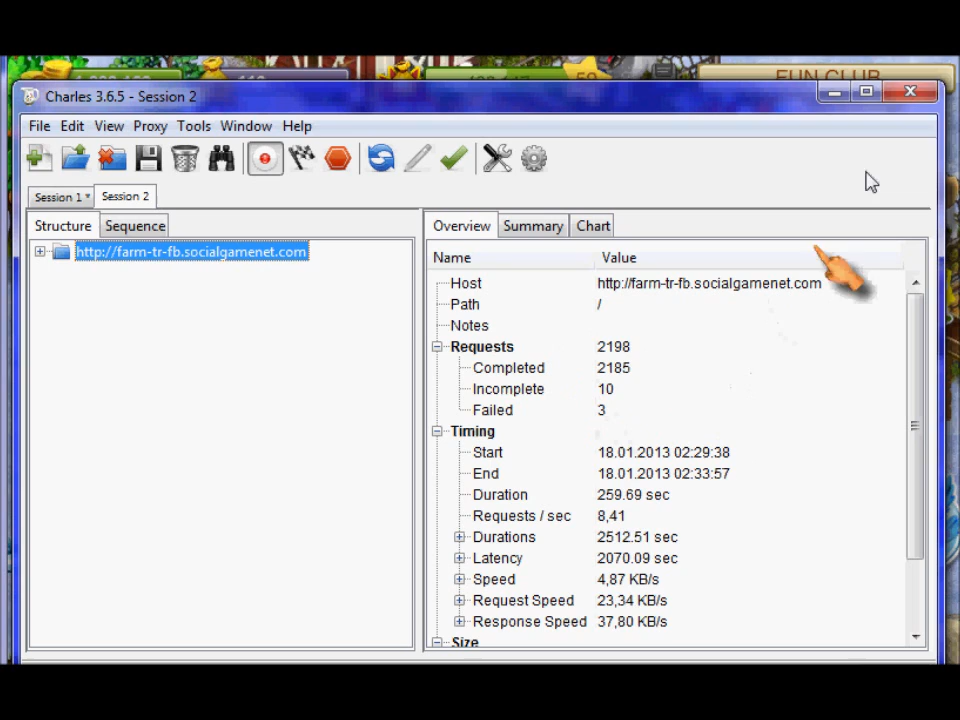 FUN CLUB
Charles 3.6.5 - Session 2
File Edit View Proxy Tools Window Help
Session 1 * Session 2
Structure Sequence
Overview Summary Chart
http://farm-tr-fb.socialgamenet.com
Name Value
Host http://farm-tr-fb.socialgamenet.com
Path /
Notes
Requests 2198
Completed 2185
Incomplete 10
Failed 3
Timing
Start 18.01.2013 02:29:38
End 18.01.2013 02:33:57
Duration 259.69 sec
Requests / sec 8,41
Durations 2512.51 sec
Latency 2070.09 sec
Speed 4,87 KB/s
Request Speed 23,34 KB/s
Response Speed 37,80 KB/s
Size